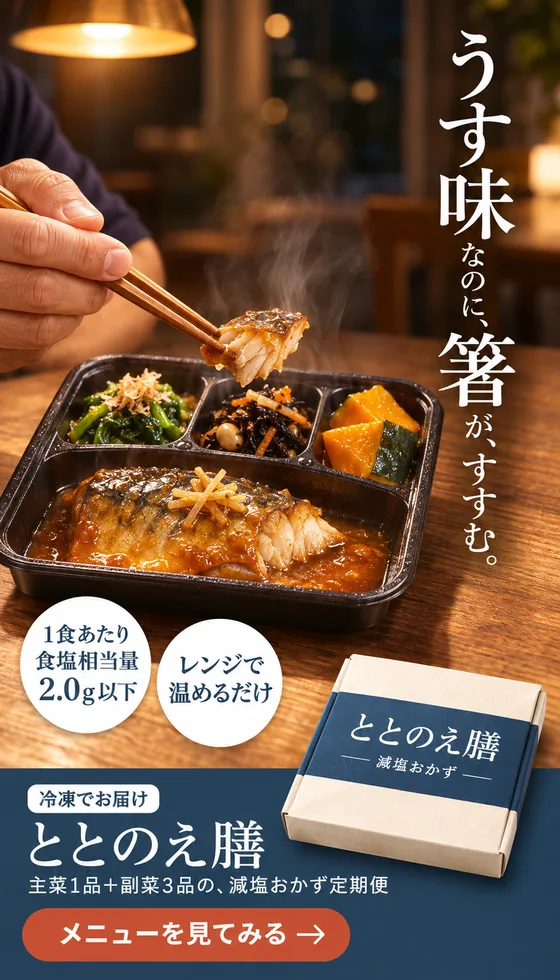 うす味なのに、箸が、すすむ。
1食あたり
食塩相当量
2.0g以下
レンジで
温めるだけ
ととのえ膳
減塩おかず
冷凍でお届け
ととのえ膳
主菜1品＋副菜3品の、減塩おかず定期便
メニューを見てみる→